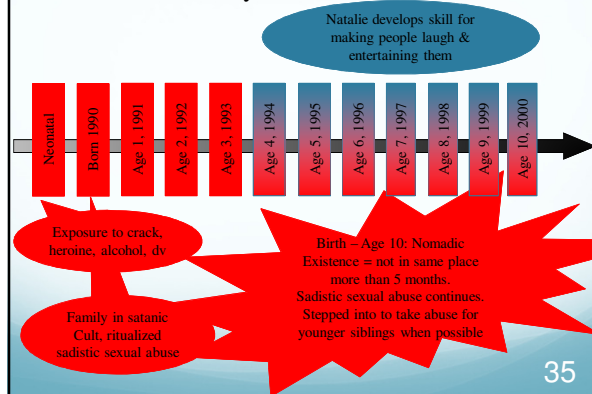 Natalie develops skill for
making people laugh &
entertaining them
Neonatal
Born 1990
Age 1, 1991
Age 2, 1992
Age 3, 1993
Age 4, 1994
Age 5, 1995
Age 6, 1996
Age 7, 1997
Age 8, 1998
Age 9, 1999
Age 10, 2000
Exposure to crack,
heroine, alcohol, dv
Family in satanic
Cult, ritualized
sadistic sexual abuse
Birth – Age 10: Nomadic
Existence = not in same place
more than 5 months.
Sadistic sexual abuse continues.
Stepped into to take abuse for
younger siblings when possible
35